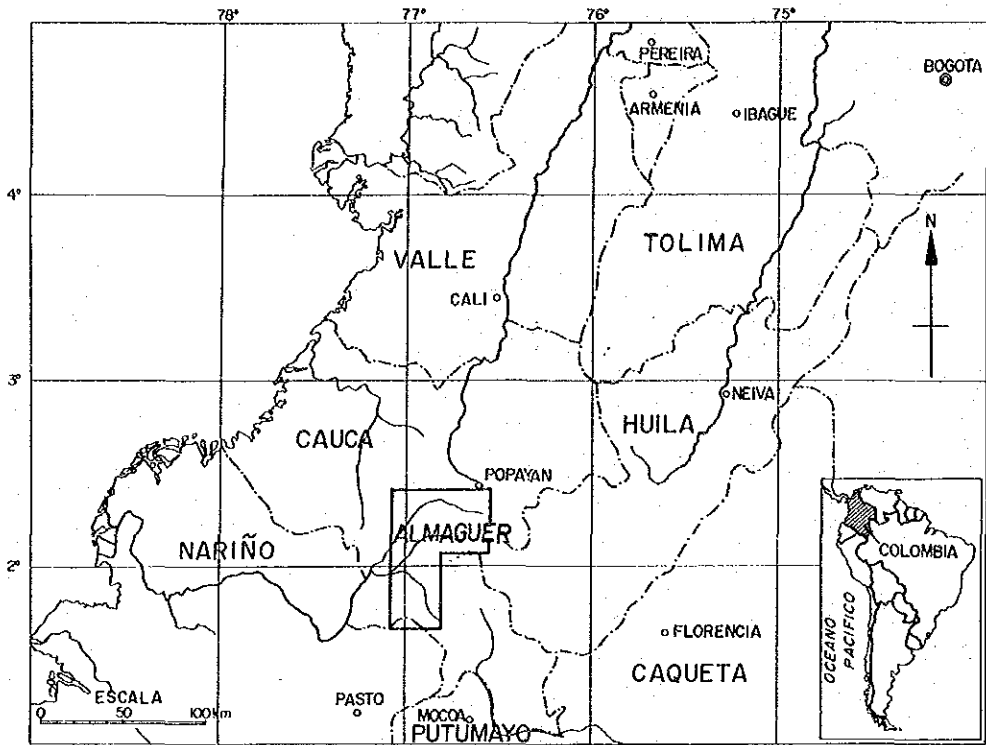 78°
77°
76°
75°
PEREIRA
BOGOTA
ARMENIA
IBAGUE
4°
TOLIMA
N
VALLE
CALI
3°
NEIVA
HUILA
CAUCA
POPAYAN
ALMAGUER
NARIÑO
COLOMBIA
2°
FLORENCIA
OCEANO
PACIFICO
CAQUETA
ESCALA
PASTO
0 50 100 km
MOCOA
PUTUMAYO